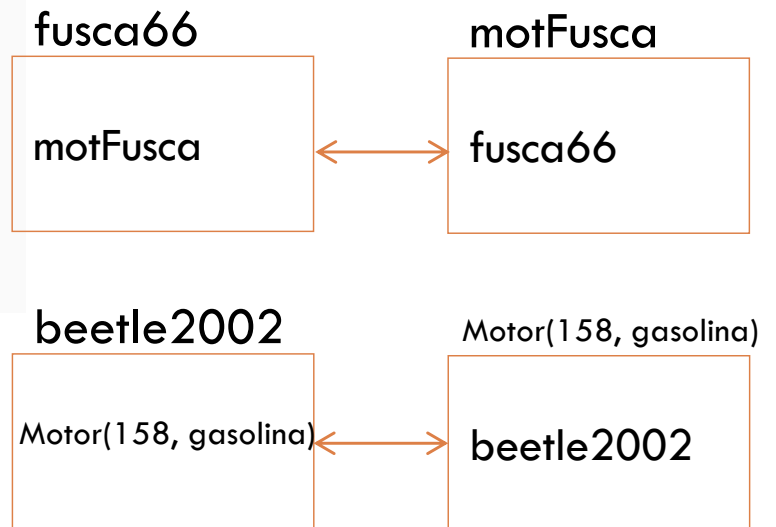 fusca66
motFusca
motFusca
fusca66
beetle2002
Motor(158, gasolina)
Motor(158, gasolina)
beetle2002